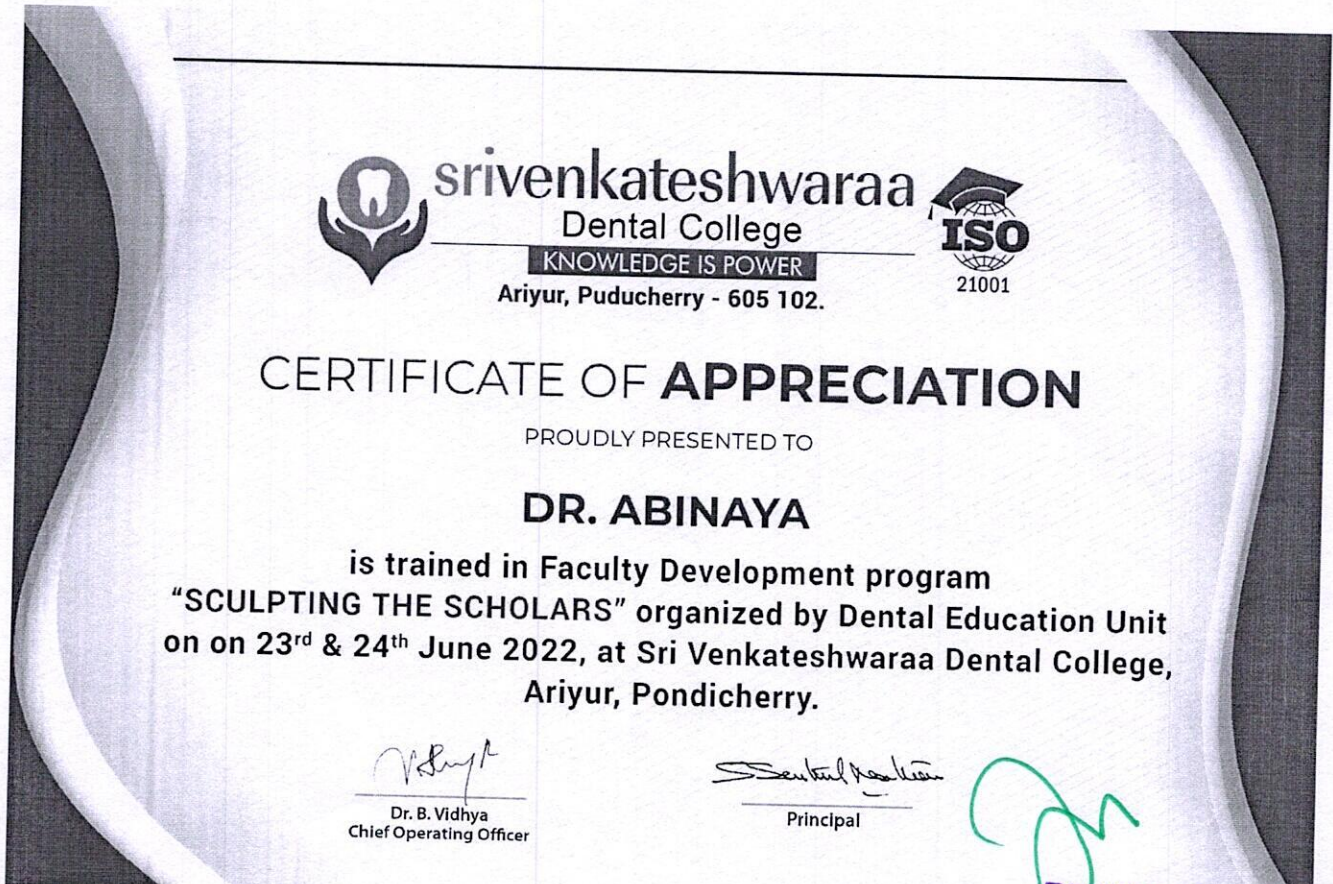 srivenkateshwaraa
Dental College
KNOWLEDGE IS POWER
Ariyur, Puducherry - 605 102.
ISO
21001
CERTIFICATE OF APPRECIATION
PROUDLY PRESENTED TO
DR. ABINAYA
is trained in Faculty Development program
“SCULPTING THE SCHOLARS” organized by Dental Education Unit
on on 23rd & 24th June 2022, at Sri Venkateshwaraa Dental College,
Ariyur, Pondicherry.
Dr. B. Vidhya
Chief Operating Officer
Principal